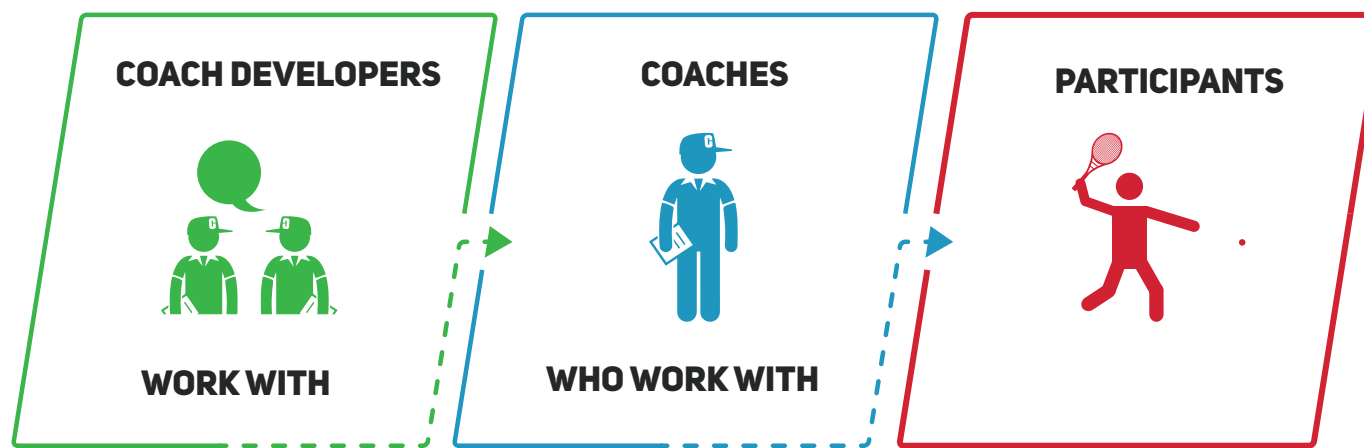 COACH DEVELOPERS
WORK WITH
COACHES
WHO WORK WITH
PARTICIPANTS